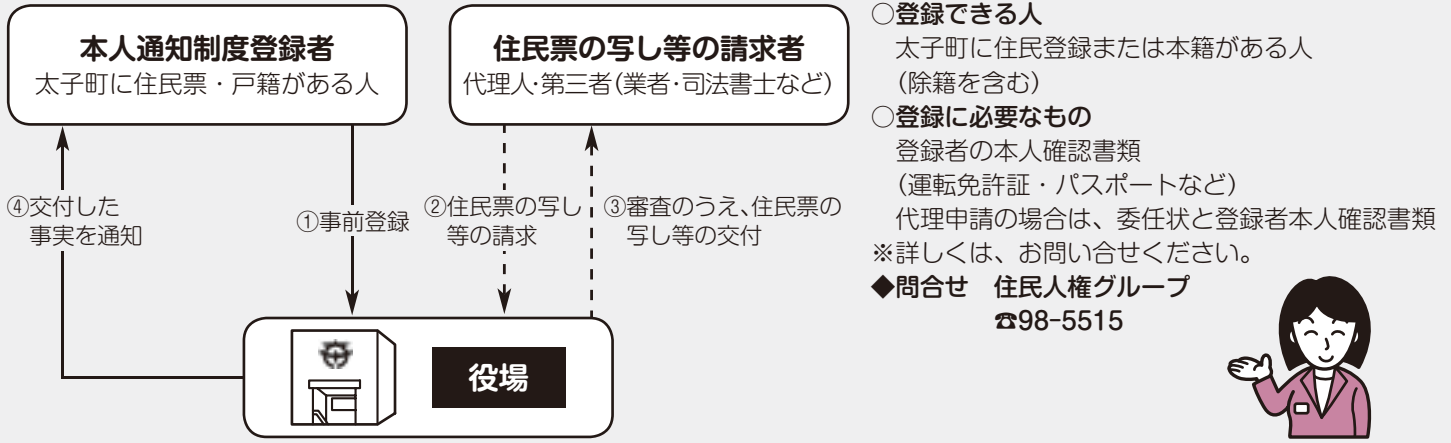 本人通知制度登録者
太子町に住民票・戸籍がある人
住民票の写し等の請求者
代理人・第三者（業者・司法書士など）
④交付した
事実を通知
①事前登録
②住民票の写し
等の請求
③審査のうえ、住民票の
写し等の交付
役場
○登録できる人
太子町に住民登録または本籍がある人
（除籍を含む）
○登録に必要なもの
登録者の本人確認書類
（運転免許証・パスポートなど）
代理申請の場合は、委任状と登録者本人確認書類
※詳しくは、お問い合せください。
◆問合せ　住民人権グループ
☎98-5515